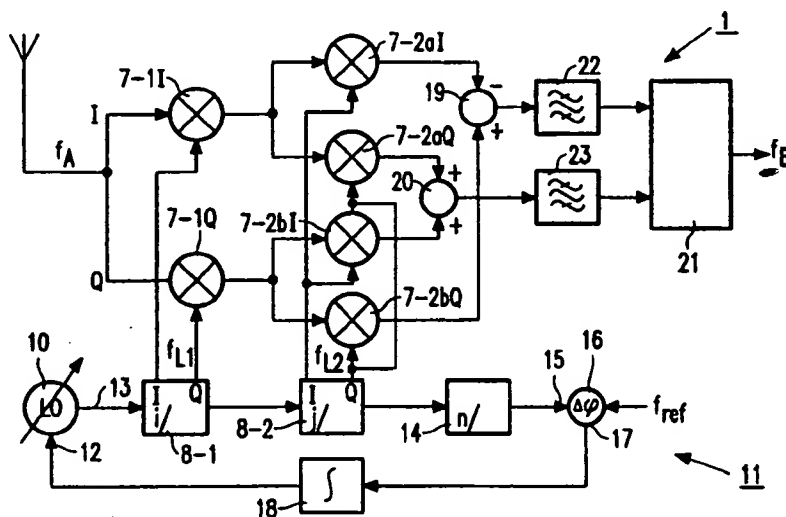 7-2aI
1
7-1I
19
-
22
I
+
7-2aQ
fA
20
+
23
fE
7-2bI
+
7-1Q
21
Q
7-2bQ
10
fL1
fL2
16
13
I
Q
I
Q
15
LO
i/
j/
n/
Δφ
fref
12
8-1
8-2
14
17
18
∫
11